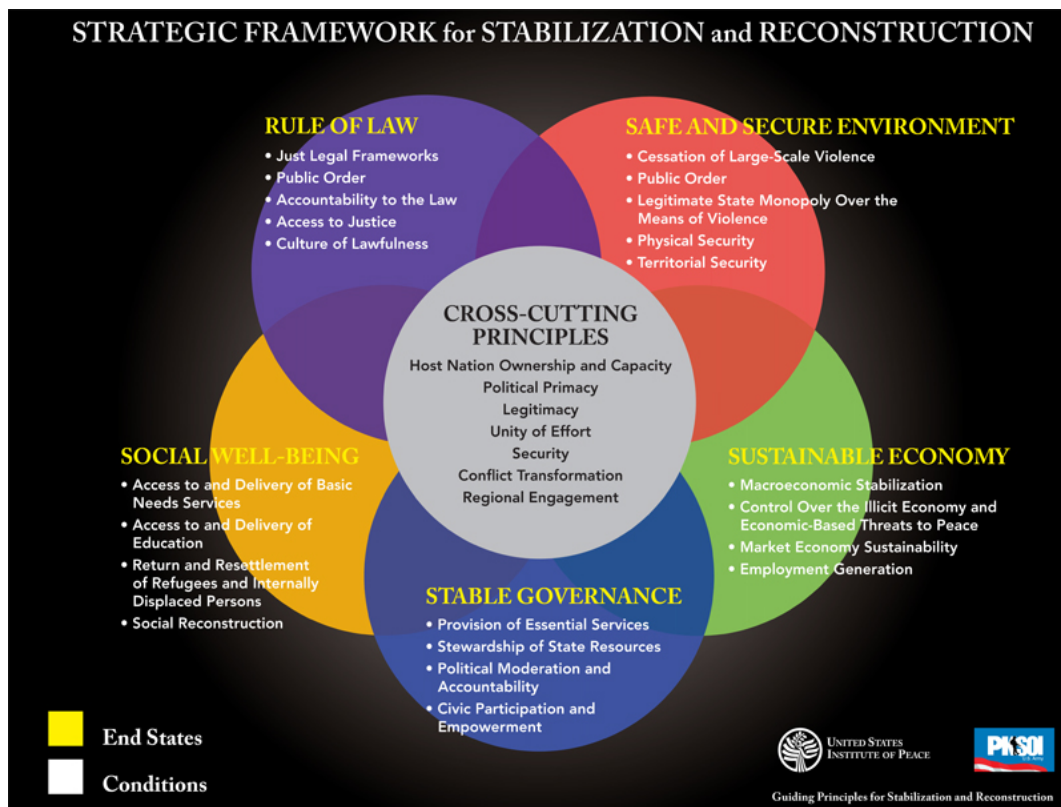 STRATEGIC FRAMEWORK for STABILIZATION and RECONSTRUCTION
RULE OF LAW
• Just Legal Frameworks
• Public Order
• Accountability to the Law
• Access to Justice
• Culture of Lawfulness
SAFE AND SECURE ENVIRONMENT
• Cessation of Large-Scale Violence
• Public Order
• Legitimate State Monopoly Over the
Means of Violence
• Physical Security
• Territorial Security
CROSS-CUTTING
PRINCIPLES
Host Nation Ownership and Capacity
Political Primacy
Legitimacy
Unity of Effort
Security
Conflict Transformation
Regional Engagement
SOCIAL WELL-BEING
• Access to and Delivery of Basic
Needs Services
• Access to and Delivery of
Education
• Return and Resettlement
of Refugees and Internally
Displaced Persons
• Social Reconstruction
SUSTAINABLE ECONOMY
• Macroeconomic Stabilization
• Control Over the Illicit Economy and
Economic-Based Threats to Peace
• Market Economy Sustainability
• Employment Generation
STABLE GOVERNANCE
• Provision of Essential Services
• Stewardship of State Resources
• Political Moderation and
Accountability
• Civic Participation and
Empowerment
End States
Conditions
UNITED STATES
INSTITUTE OF PEACE
PKSOI
U.S. Army
Guiding Principles for Stabilization and Reconstruction